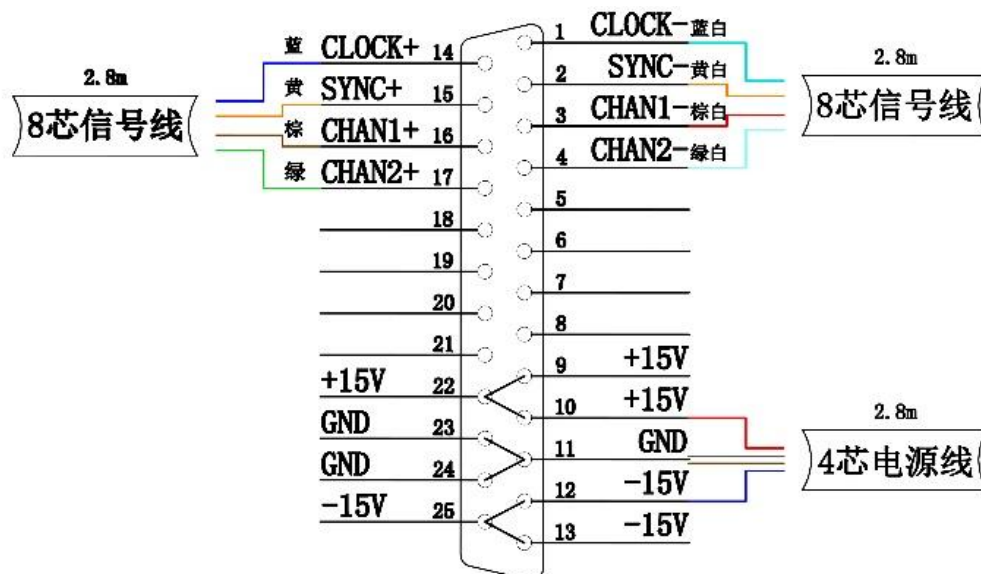 1 CLOCK-蓝白
蓝 CLOCK+ 14
2.8m
2.8m
2 SYNC-黄白
黄 SYNC+ 15
8芯信号线
8芯信号线
3 CHAN1-棕白
棕 CHAN1+ 16
4 CHAN2-绿白
绿 CHAN2+ 17
5
18
6
19
7
20
8
21
9 +15V
+15V 22
10 +15V
2.8m
GND 23
11 GND
4芯电源线
GND 24
12 -15V
-15V 25
13 -15V